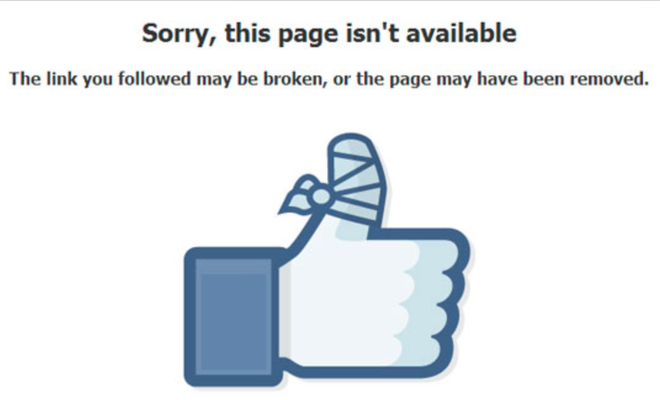 Sorry, this page isn't available
The link you followed may be broken, or the page may have been removed.